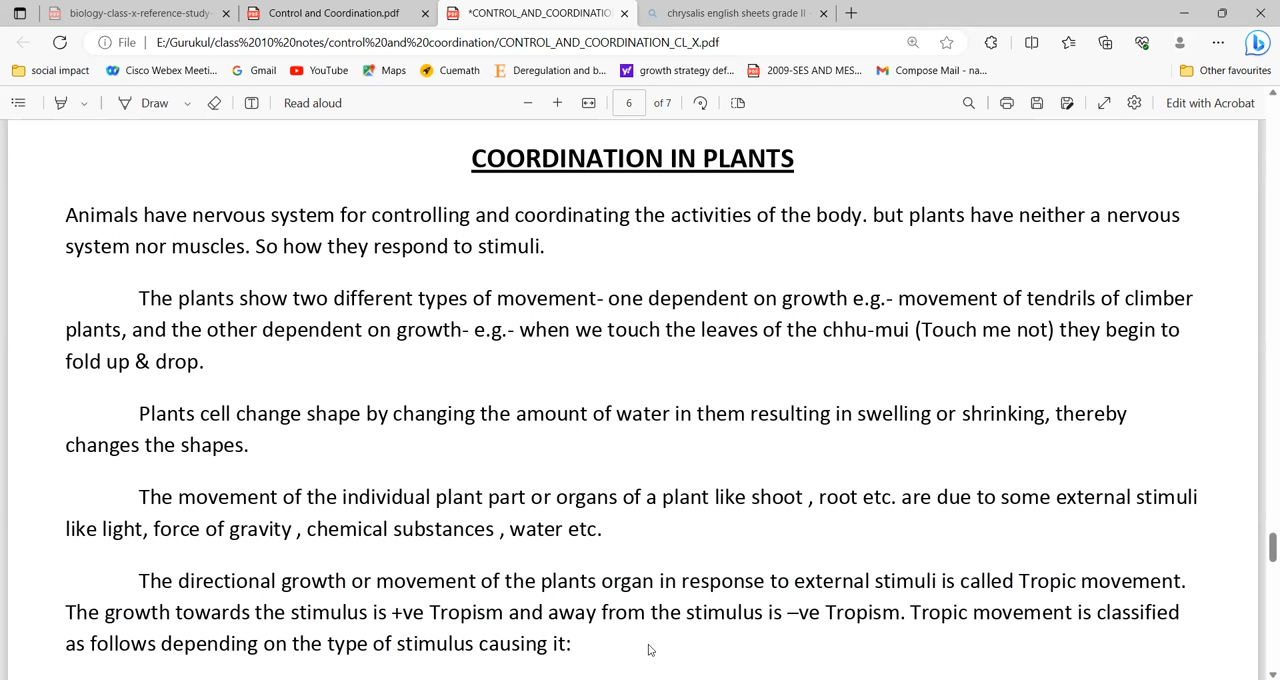 biology-class-x-reference-study-
Control and Coordination.pdf
*CONTROL_AND_COORDINATIO
chrysalis english sheets grade II -
File
E:/Gurukul/class%2010%20notes/control%20and%20coordination/CONTROL_AND_COORDINATION_CL_X.pdf
social impact
Cisco Webex Meeti...
Gmail
YouTube
Maps
Cuemath
Deregulation and b...
growth strategy def...
2009-SES AND MES...
Compose Mail - na...
Other favourites
Draw
Read aloud
6 of 7
Edit with Acrobat
COORDINATION IN PLANTS
Animals have nervous system for controlling and coordinating the activities of the body. but plants have neither a nervous
system nor muscles. So how they respond to stimuli.
The plants show two different types of movement- one dependent on growth e.g.- movement of tendrils of climber
plants, and the other dependent on growth- e.g.- when we touch the leaves of the chhu-mui (Touch me not) they begin to
fold up & drop.
Plants cell change shape by changing the amount of water in them resulting in swelling or shrinking, thereby
changes the shapes.
The movement of the individual plant part or organs of a plant like shoot , root etc. are due to some external stimuli
like light, force of gravity , chemical substances , water etc.
The directional growth or movement of the plants organ in response to external stimuli is called Tropic movement.
The growth towards the stimulus is +ve Tropism and away from the stimulus is –ve Tropism. Tropic movement is classified
as follows depending on the type of stimulus causing it: